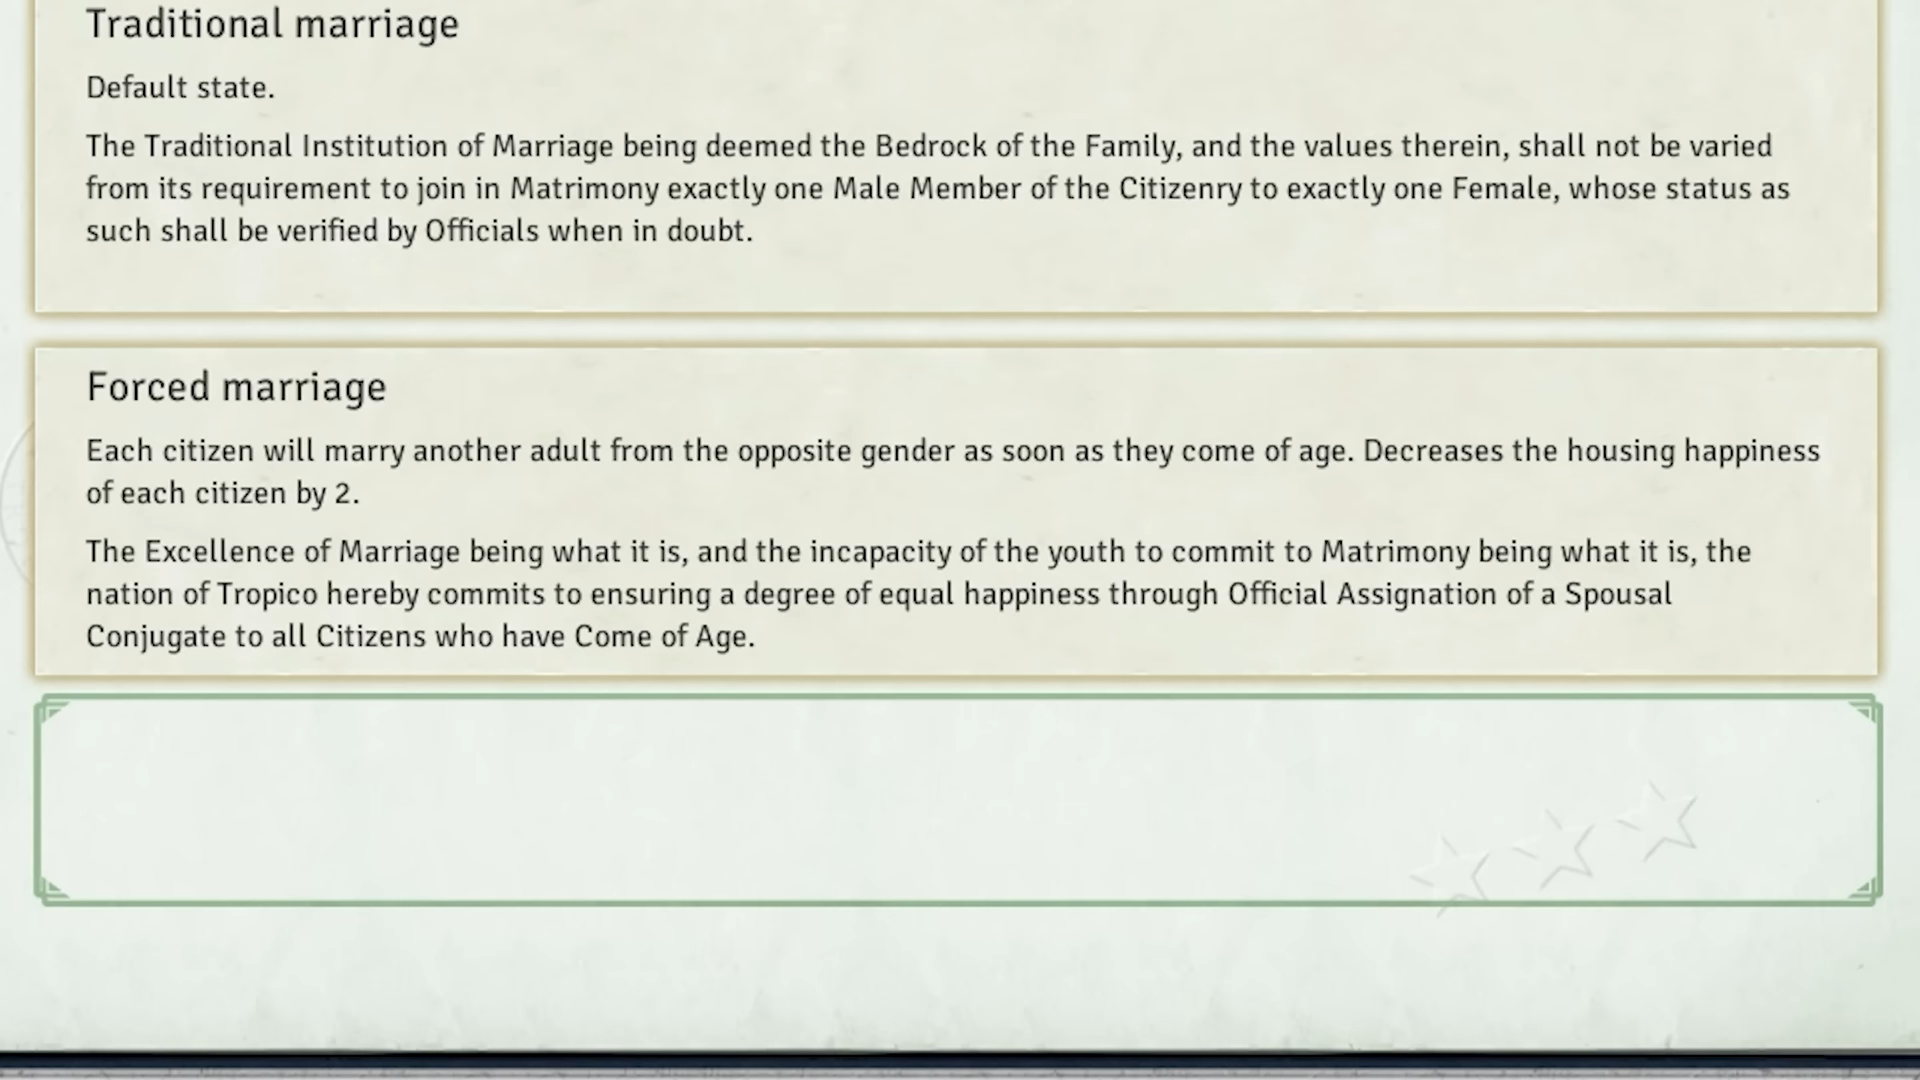 Traditional marriage
Default state.
The Traditional Institution of Marriage being deemed the Bedrock of the Family, and the values therein, shall not be varied
from its requirement to join in Matrimony exactly one Male Member of the Citizenry to exactly one Female, whose status as
such shall be verified by Officials when in doubt.
Forced marriage
Each citizen will marry another adult from the opposite gender as soon as they come of age. Decreases the housing happiness
of each citizen by 2.
The Excellence of Marriage being what it is, and the incapacity of the youth to commit to Matrimony being what it is, the
nation of Tropico hereby commits to ensuring a degree of equal happiness through Official Assignation of a Spousal
Conjugate to all Citizens who have Come of Age.